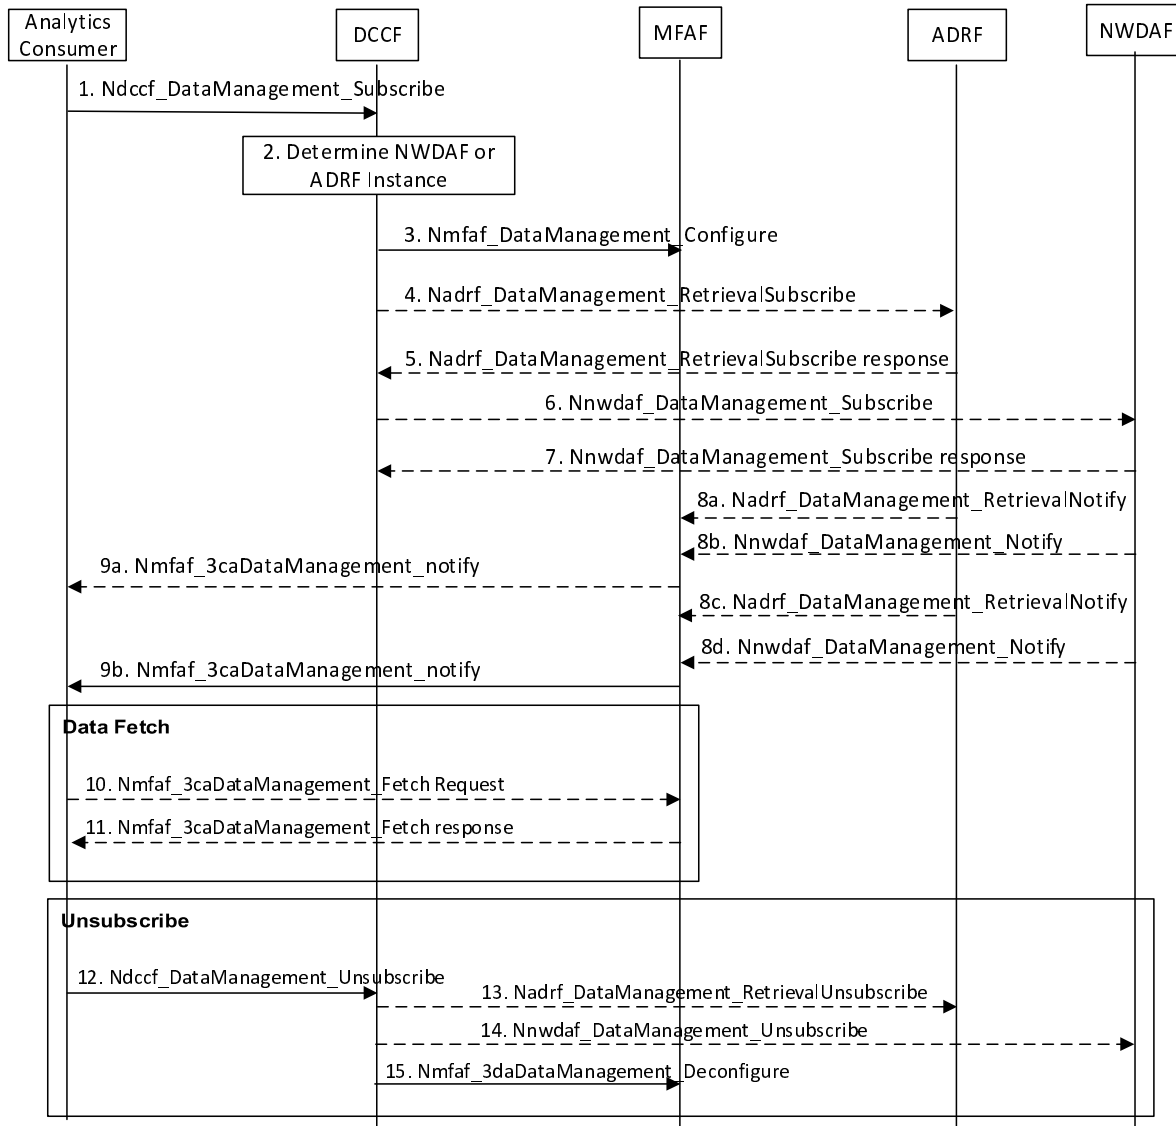 Analytics
Consumer
DCCF
MFAF
ADRF
NWDAF
1. Ndccf_DataManagement_Subscribe
2. Determine NWDAF or
ADRF Instance
3. Nmfaf_DataManagement_Configure
4. Nadrf_DataManagement_RetrievalSubscribe
5. Nadrf_DataManagement_RetrievalSubscribe response
6. Nnwdaf_DataManagement_Subscribe
7. Nnwdaf_DataManagement_Subscribe response
8a. Nadrf_DataManagement_RetrievalNotify
8b. Nnwdaf_DataManagement_Notify
9a. Nmfaf_3caDataManagement_notify
8c. Nadrf_DataManagement_RetrievalNotify
8d. Nnwdaf_DataManagement_Notify
9b. Nmfaf_3caDataManagement_notify
Data Fetch
10. Nmfaf_3caDataManagement_Fetch Request
11. Nmfaf_3caDataManagement_Fetch response
Unsubscribe
12. Ndccf_DataManagement_Unsubscribe
13. Nadrf_DataManagement_RetrievalUnsubscribe
14. Nnwdaf_DataManagement_Unsubscribe
15. Nmfaf_3daDataManagement_Deconfigure